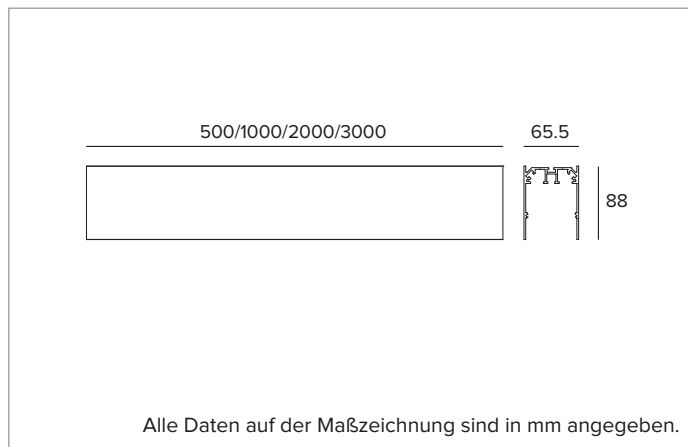 500/1000/2000/3000
65.5
88
Alle Daten auf der Maßzeichnung sind in mm angegeben.